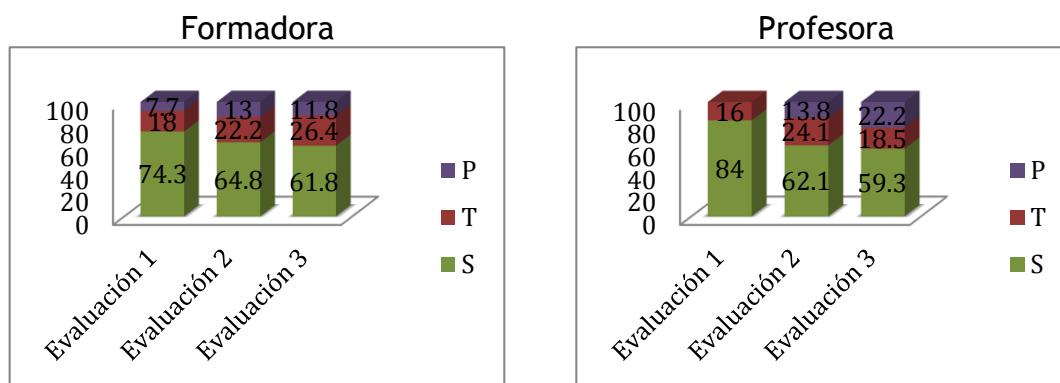 Formadora
100
80
60
40
20
0
7.7
18
74.3
13
22.2
64.8
11.8
26.4
61.8
P
T
S
Evaluación 1
Evaluación 2
Evaluación 3
Profesora
100
80
60
40
20
0
16
84
13.8
24.1
62.1
22.2
18.5
59.3
P
T
S
Evaluación 1
Evaluación 2
Evaluación 3